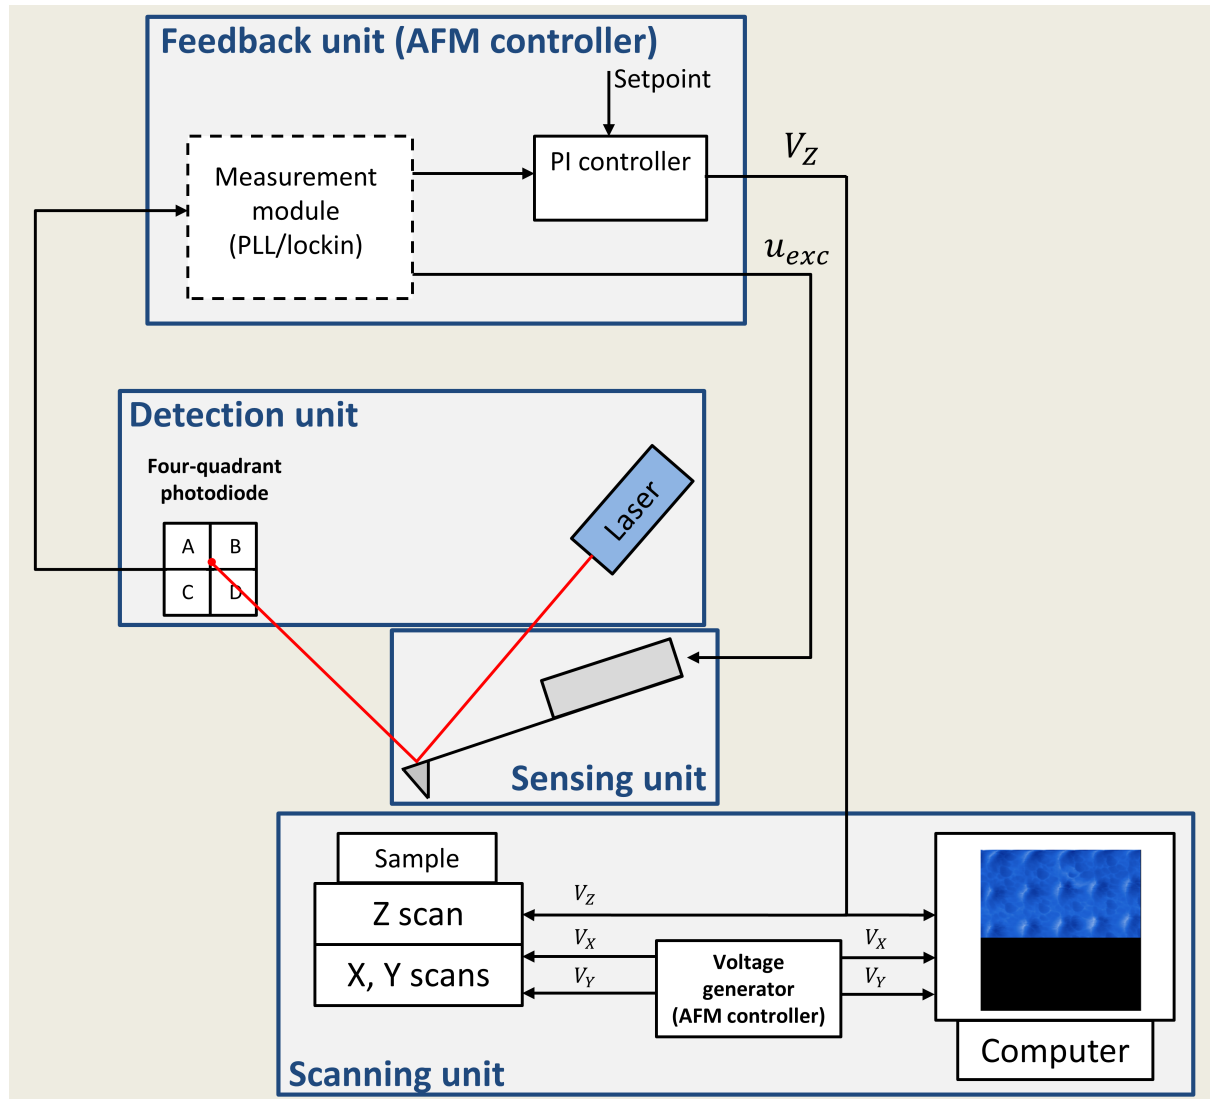 Feedback unit (AFM controller)
Setpoint
PI controller
Measurement
module
(PLL/lockin)
V_Z
u_exc
Detection unit
Four-quadrant
photodiode
A
B
C
D
Laser
Sensing unit
Sample
Z scan
X, Y scans
V_Z
V_X
V_Y
Voltage
generator
(AFM controller)
V_X
V_Y
Computer
Scanning unit